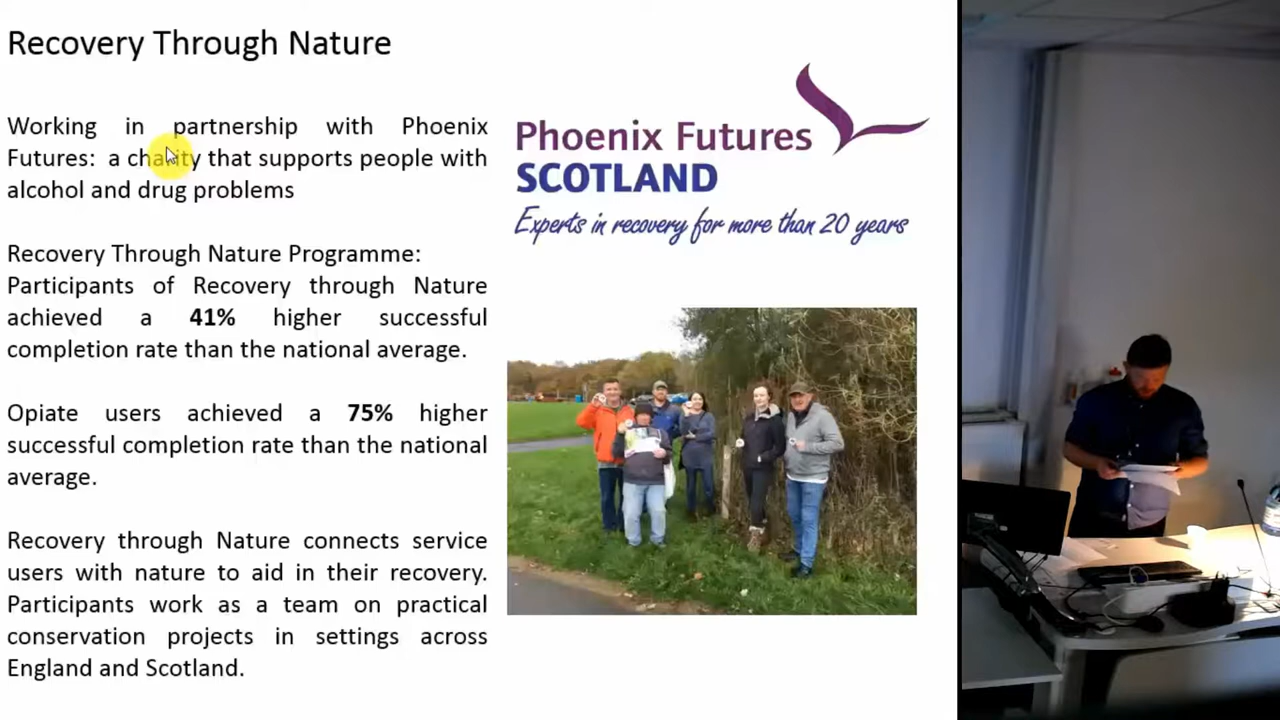 Recovery Through Nature
Working in partnership with Phoenix
Futures: a charity that supports people with
alcohol and drug problems
Recovery Through Nature Programme:
Participants of Recovery through Nature
achieved a 41% higher successful
completion rate than the national average.
Opiate users achieved a 75% higher
successful completion rate than the national
average.
Recovery through Nature connects service
users with nature to aid in their recovery.
Participants work as a team on practical
conservation projects in settings across
England and Scotland.
Phoenix Futures
SCOTLAND
Experts in recovery for more than 20 years